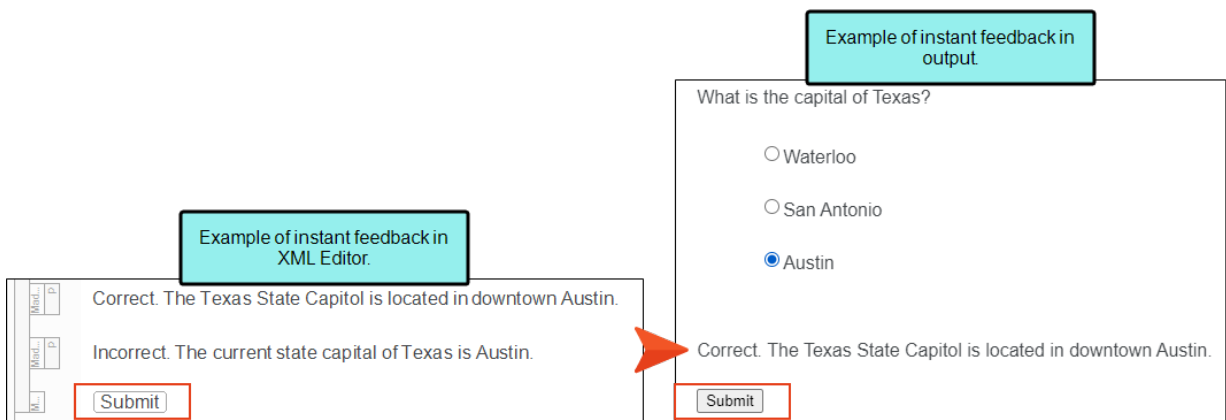 Example of instant feedback in
output.
What is the capital of Texas?
Waterloo
San Antonio
Austin
Example of instant feedback in
XML Editor.
Mad...
p
Correct. The Texas State Capitol is located in downtown Austin.
Mad...
p
Incorrect. The current state capital of Texas is Austin.
M...
Submit
Correct. The Texas State Capitol is located in downtown Austin.
Submit